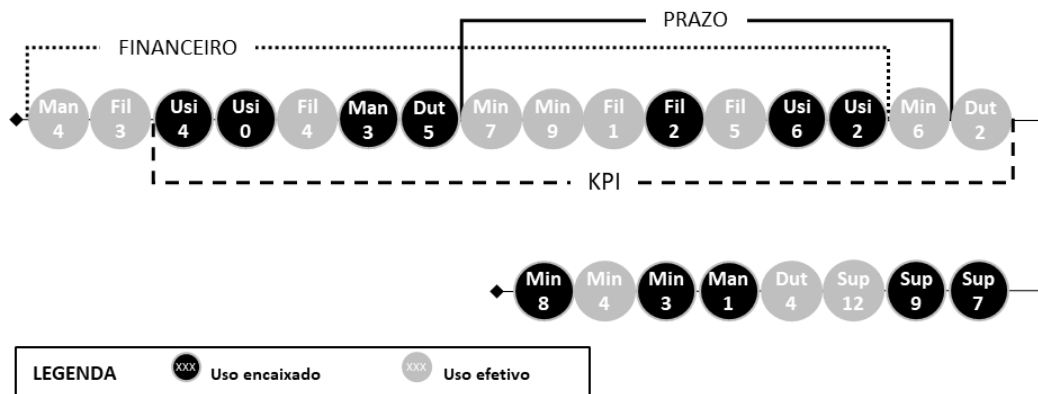 PRAZO
FINANCEIRO
Man Fil Usi Usi Fil Man Dut Min Min Fil Fil Fil Usi Usi Min Dut
4 3 4 0 4 3 5 7 9 1 2 5 6 2 6 2
KPI
Min Min Min Man Dut Sup Sup Sup
8 4 3 1 4 12 9 7
LEGENDA XXX Uso encaixado XXX Uso efetivo